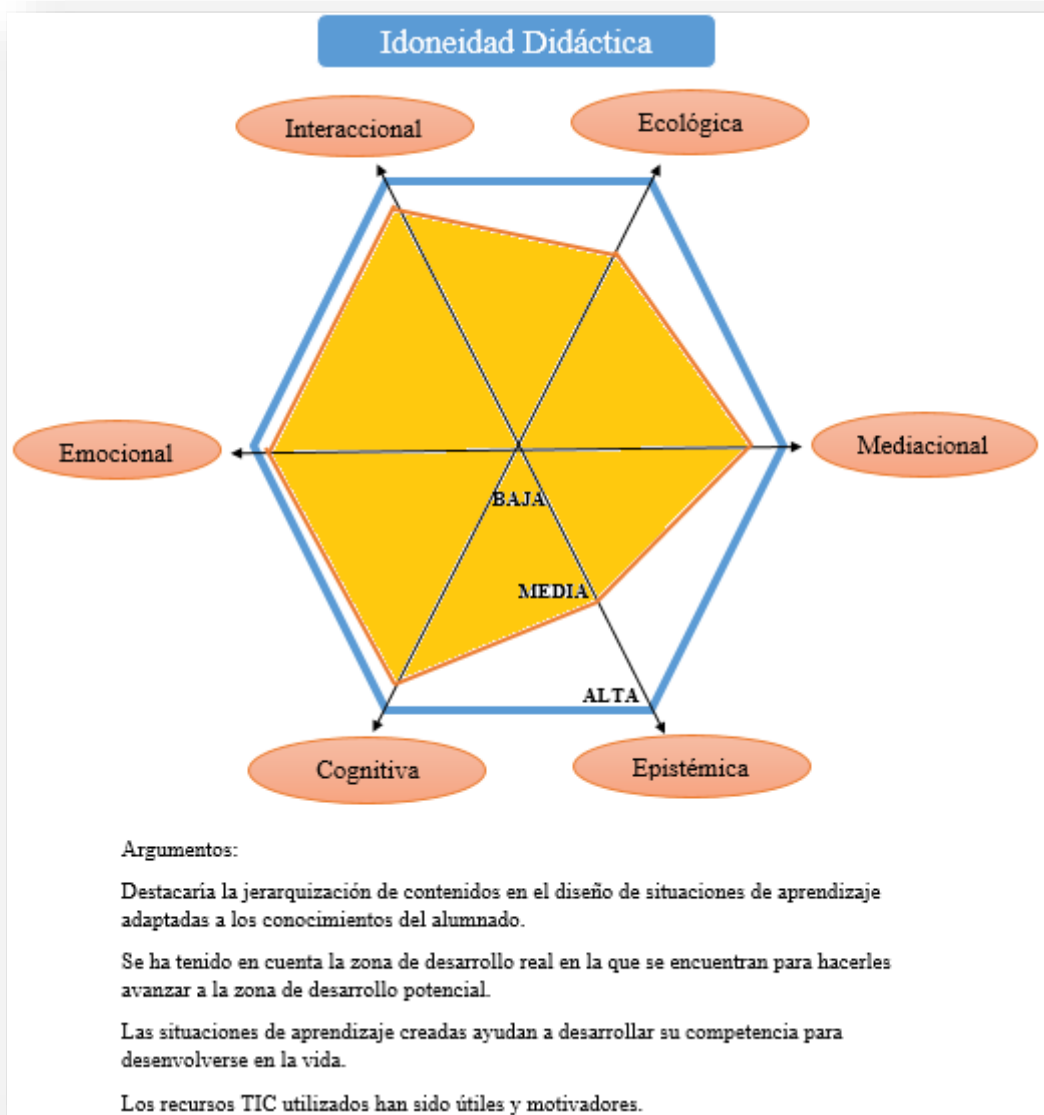 Idoneidad Didáctica
Interaccional
Ecológica
Emocional
Mediacional
BAJA
MEDIA
ALTA
Cognitiva
Epistémica
Argumentos:
Destacaría la jerarquización de contenidos en el diseño de situaciones de aprendizaje
adaptadas a los conocimientos del alumnado.
Se ha tenido en cuenta la zona de desarrollo real en la que se encuentran para hacerles
avanzar a la zona de desarrollo potencial.
Las situaciones de aprendizaje creadas ayudan a desarrollar su competencia para
desenvolverse en la vida.
Los recursos TIC utilizados han sido útiles y motivadores.